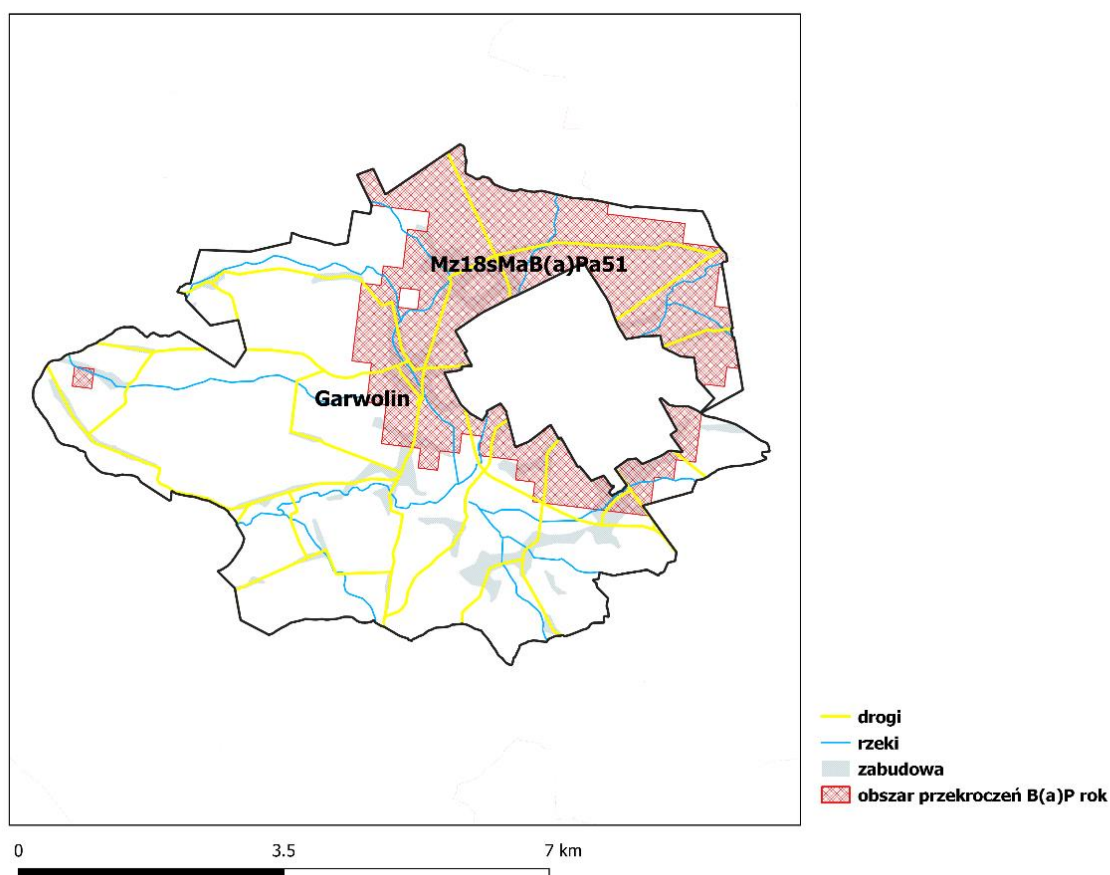 Mz18sMaB(a)Pa51
Garwolin
drogi
rzeki
zabudowa
obszar przekroczeń B(a)P rok
0 3.5 7 km